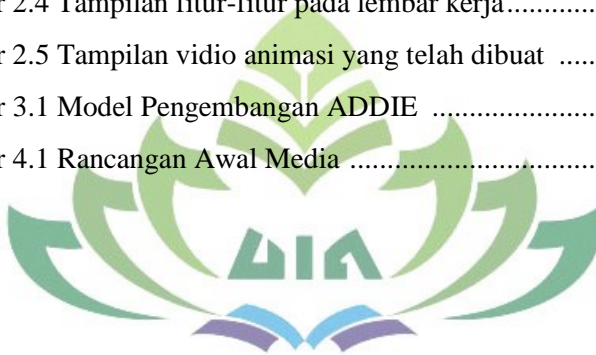 r 2.4 Tampilan fitur-fitur pada lembar kerja.............
r 2.5 Tampilan vidio animasi yang telah dibuat .....
r 3.1 Model Pengembangan ADDIE .....................
r 4.1 Rancangan Awal Media ................................
UIN